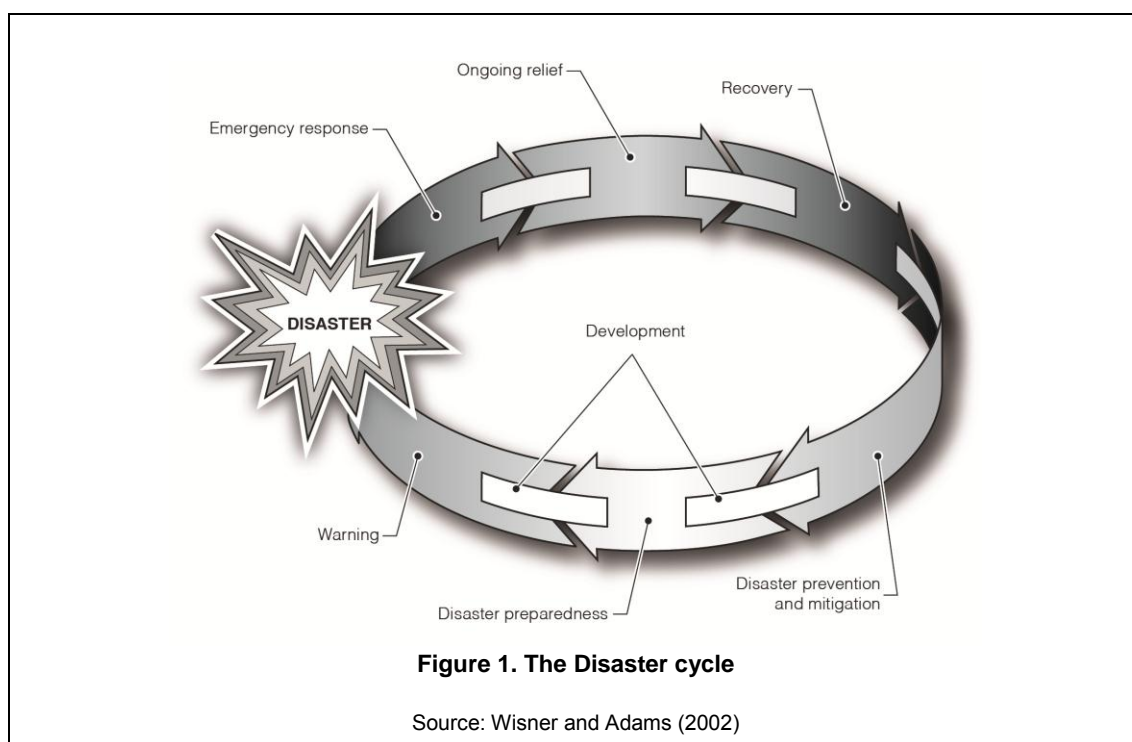 Ongoing relief
Recovery
Emergency response
DISASTER
Development
Warning
Disaster prevention
and mitigation
Disaster preparedness
Figure 1. The Disaster cycle
Source: Wisner and Adams (2002)